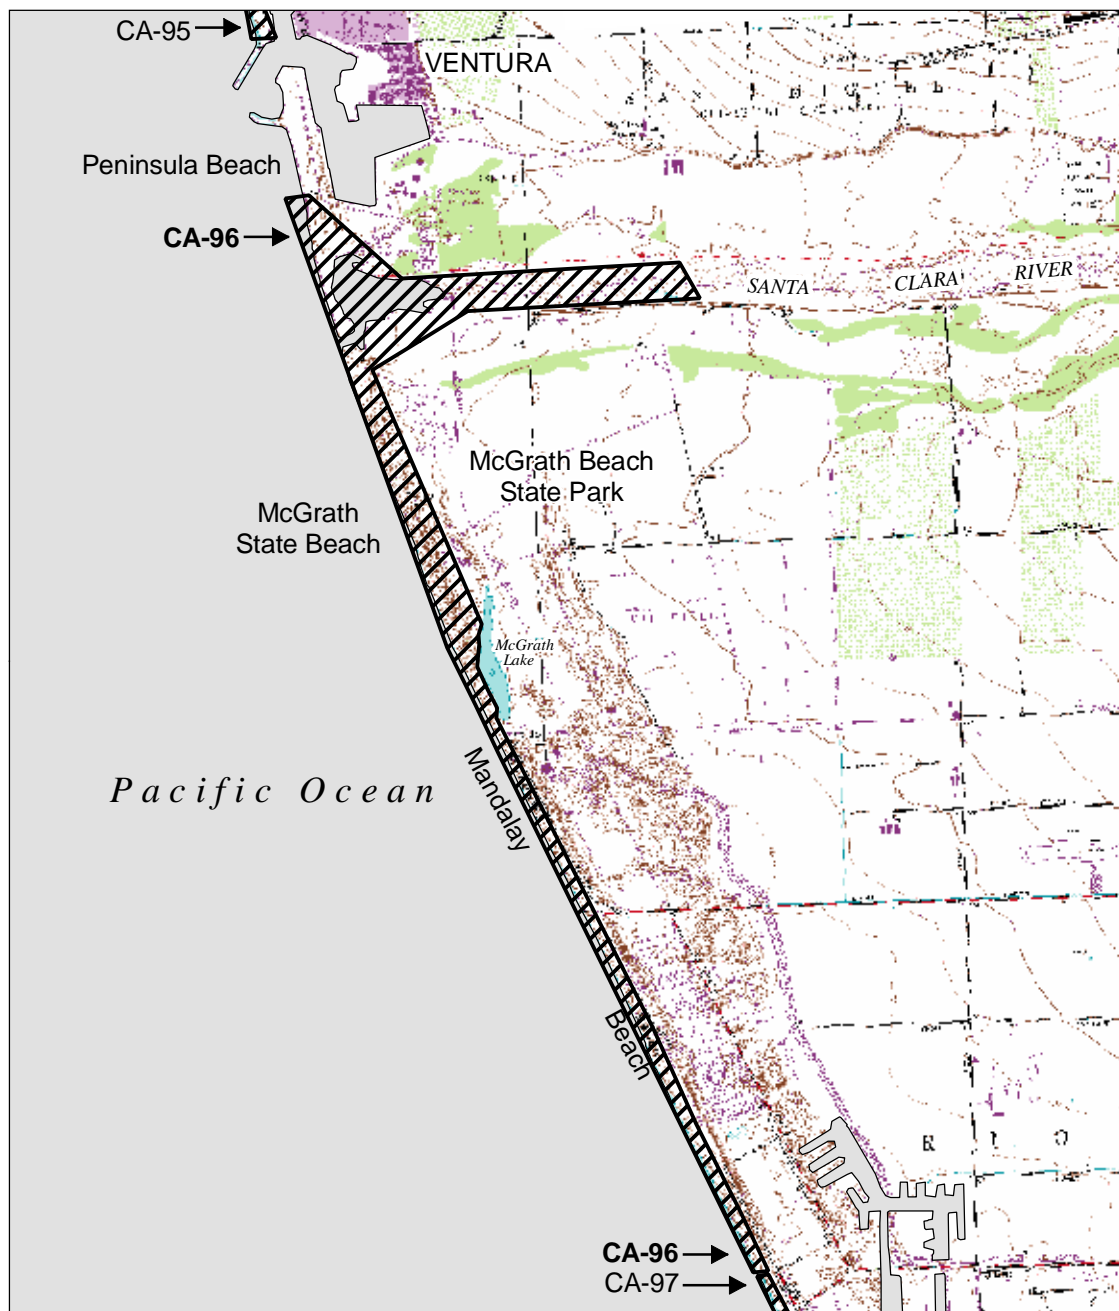 CA-95
VENTURA
Peninsula Beach
CA-96
SANTA CLARA RIVER
McGrath Beach
State Park
McGrath
State Beach
McGrath
Lake
Pacific Ocean
Mandalay
Beach
CA-96
CA-97